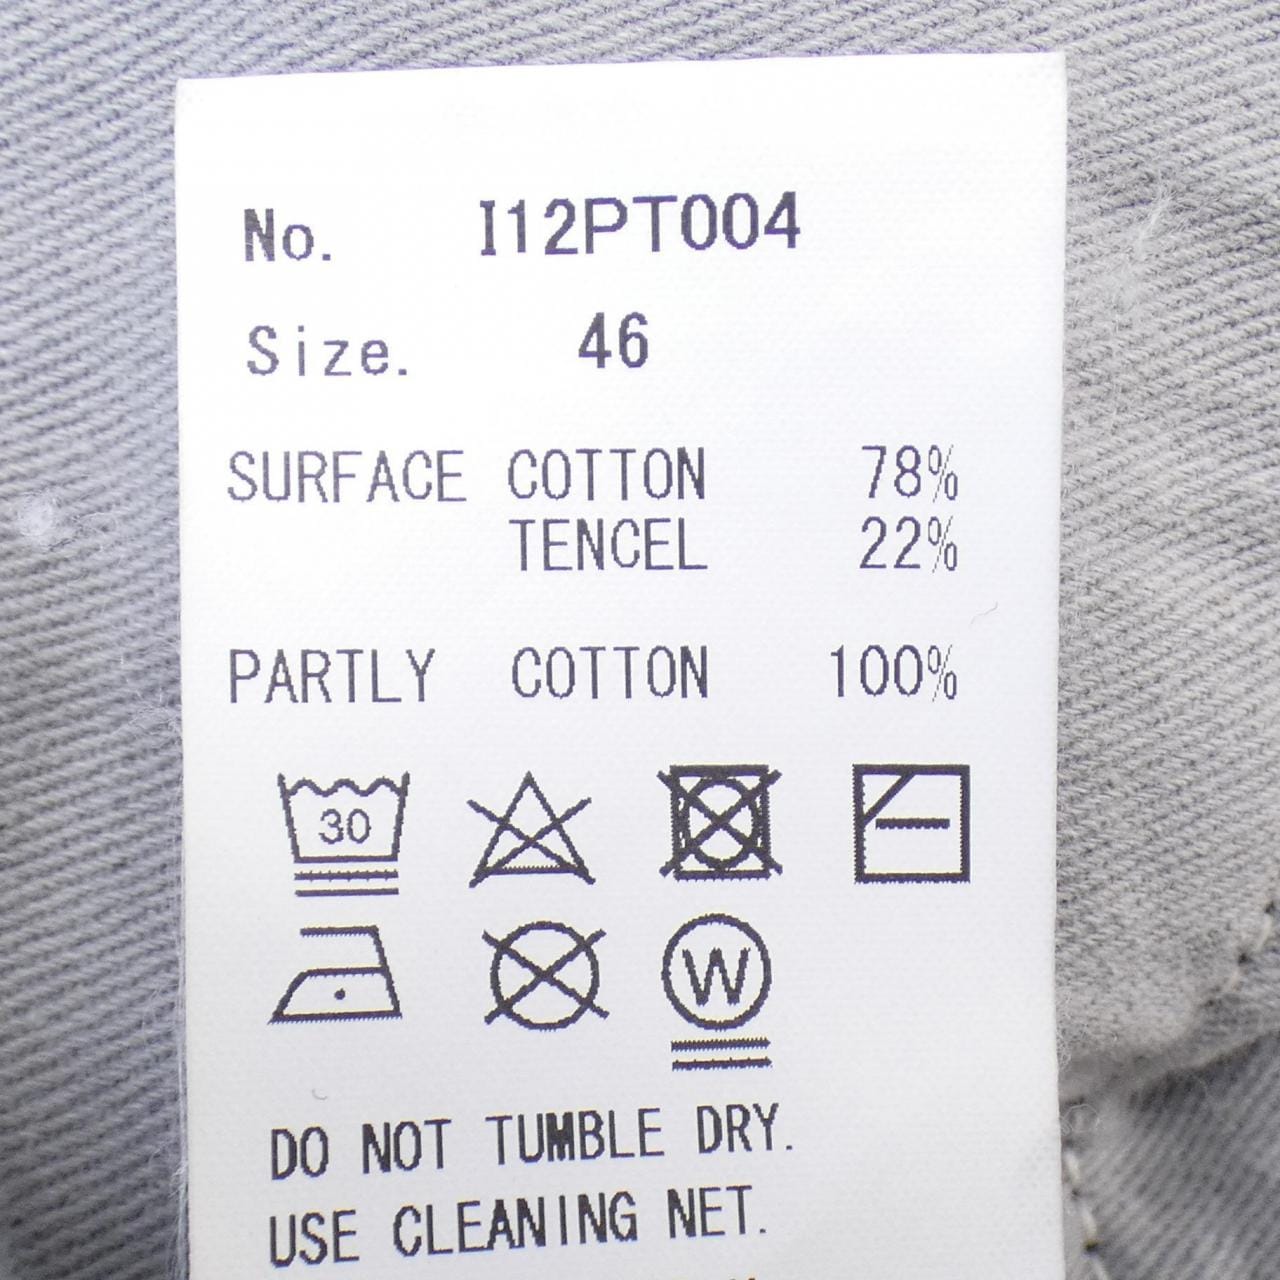 No. I12PT004
Size. 46
SURFACE COTTON 78%
TENCEL 22%
PARTLY COTTON 100%
30
W
DO NOT TUMBLE DRY.
USE CLEANING NET.